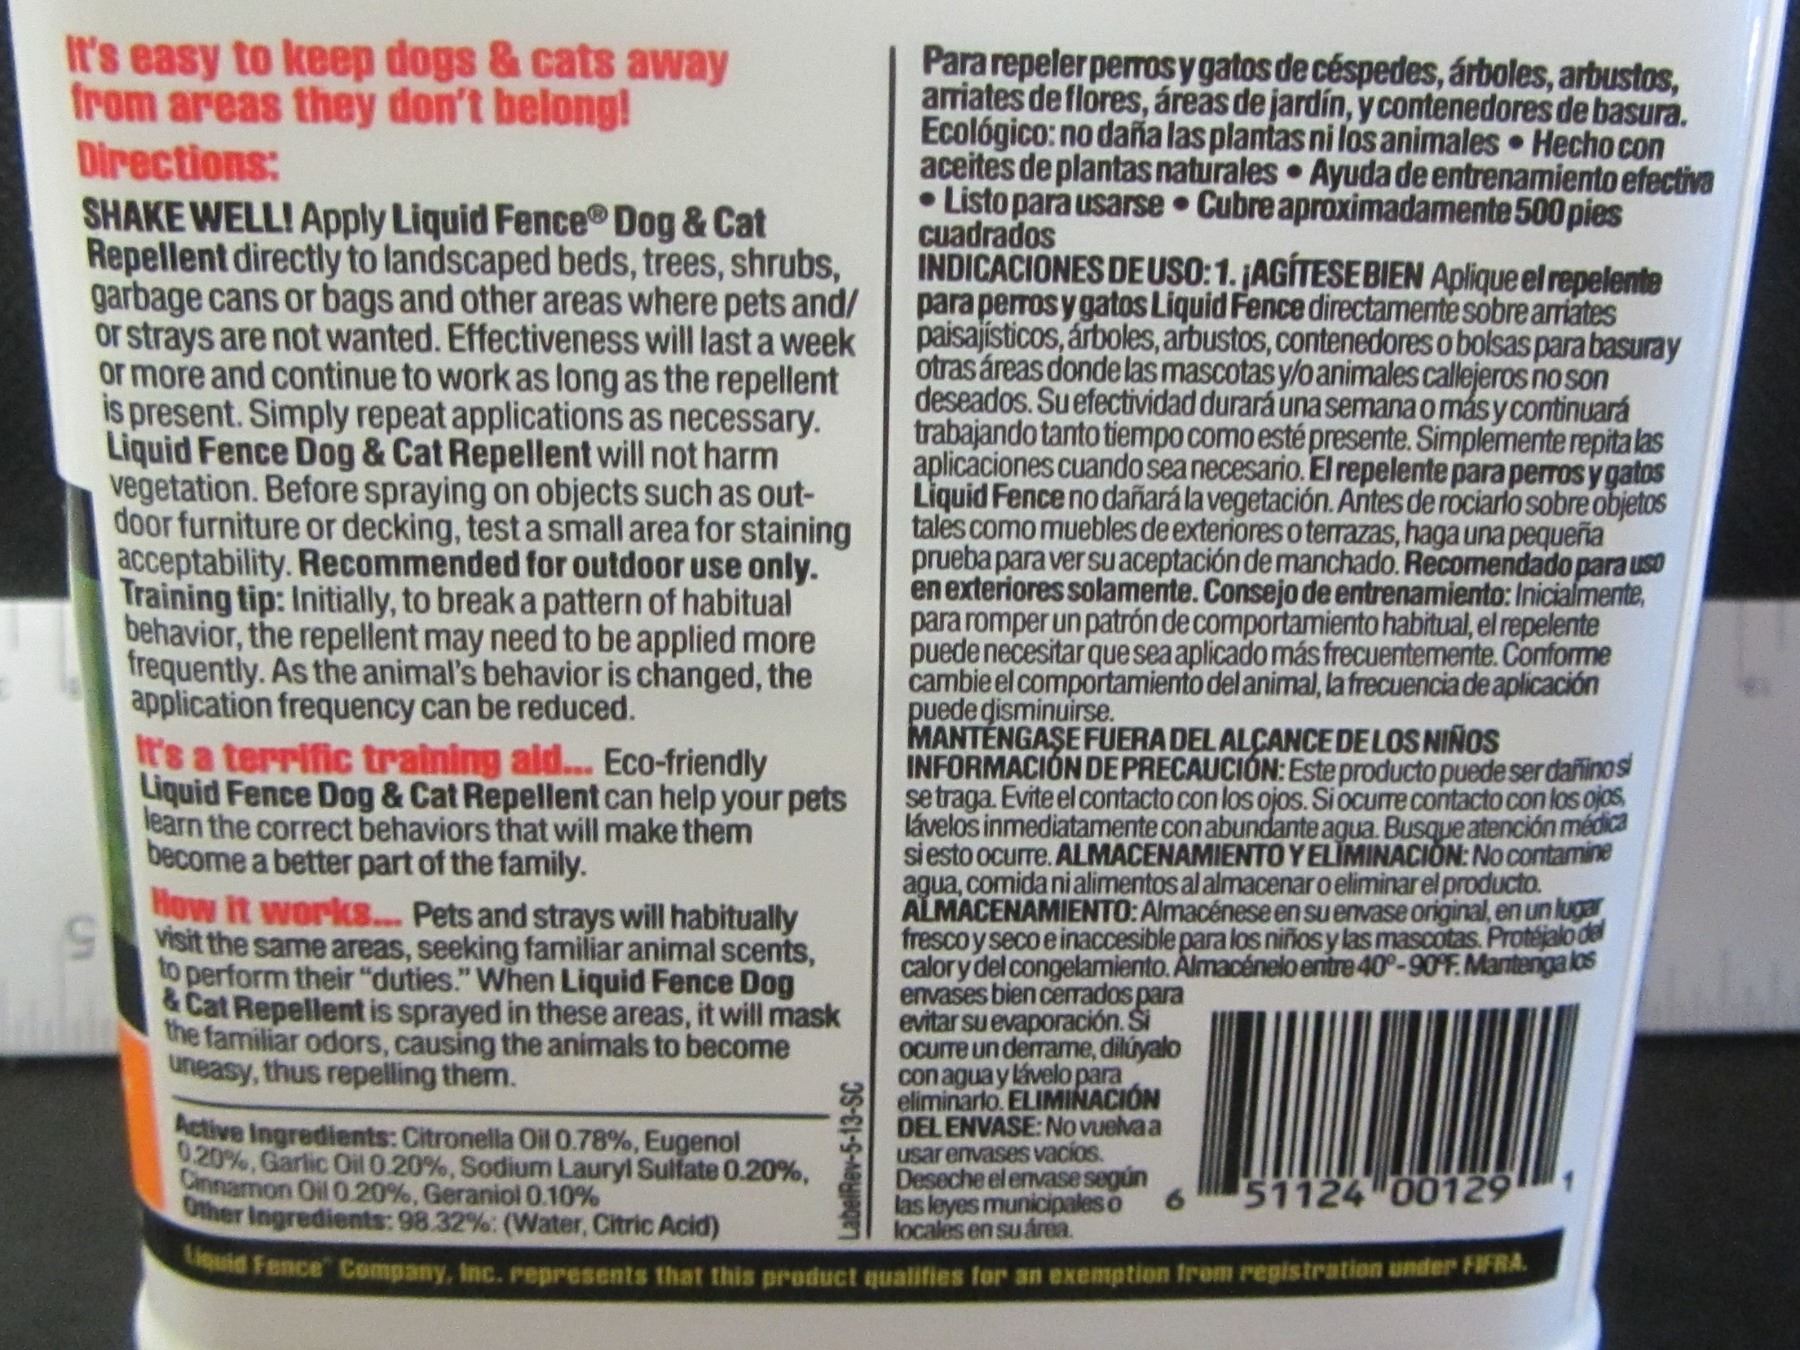 It's easy to keep dogs & cats away
from areas they don't belong!
Directions:
SHAKE WELL! Apply Liquid Fence® Dog & Cat
Repellent directly to landscaped beds, trees, shrubs,
garbage cans or bags and other areas where pets and/
or strays are not wanted. Effectiveness will last a week
or more and continue to work as long as the repellent
is present. Simply repeat applications as necessary.
Liquid Fence Dog & Cat Repellent will not harm
vegetation. Before spraying on objects such as out-
door furniture or decking, test a small area for staining
acceptability. Recommended for outdoor use only.
Training tip: Initially, to break a pattern of habitual
behavior, the repellent may need to be applied more
frequently. As the animal's behavior is changed, the
application frequency can be reduced.
It's a terrific training aid... Eco-friendly
Liquid Fence Dog & Cat Repellent can help your pets
learn the correct behaviors that will make them
become a better part of the family.
How it works... Pets and strays will habitually
visit the same areas, seeking familiar animal scents,
to perform their “duties.” When Liquid Fence Dog
& Cat Repellent is sprayed in these areas, it will mask
the familiar odors, causing the animals to become
uneasy, thus repelling them.
Active Ingredients: Citronella Oil 0.78%, Eugenol
0.20%, Garlic Oil 0.20%, Sodium Lauryl Sulfate 0.20%,
Cinnamon Oil 0.20%, Geraniol 0.10%
Other Ingredients: 98.32%: (Water, Citric Acid)
LabelRev-5-13-SC
Para repeler perros y gatos de céspedes, árboles, arbustos,
arriates de flores, áreas de jardín, y contenedores de basura.
Ecológico: no daña las plantas ni los animales • Hecho con
aceites de plantas naturales • Ayuda de entrenamiento efectiva
• Listo para usarse • Cubre aproximadamente 500 pies
cuadrados
INDICACIONES DE USO: 1. ¡AGÍTESE BIEN Aplique el repelente
para perros y gatos Liquid Fence directamente sobre arriates
paisajísticos, árboles, arbustos, contenedores o bolsas para basura y
otras áreas donde las mascotas y/o animales callejeros no son
deseados. Su efectividad durará una semana o más y continuará
trabajando tanto tiempo como esté presente. Simplemente repita las
aplicaciones cuando sea necesario. El repelente para perros y gatos
Liquid Fence no dañará la vegetación. Antes de rociarlo sobre objetos
tales como muebles de exteriores o terrazas, haga una pequeña
prueba para ver su aceptación de manchado. Recomendado para uso
en exteriores solamente. Consejo de entrenamiento: Inicialmente,
para romper un patrón de comportamiento habitual, el repelente
puede necesitar que sea aplicado más frecuentemente. Conforme
cambie el comportamiento del animal, la frecuencia de aplicación
puede disminuirse.
MANTÉNGASE FUERA DEL ALCANCE DE LOS NIÑOS
INFORMACIÓN DE PRECAUCIÓN: Este producto puede ser dañino si
se traga. Evite el contacto con los ojos. Si ocurre contacto con los ojos,
lávelos inmediatamente con abundante agua. Busque atención médica
si esto ocurre. ALMACENAMIENTO Y ELIMINACIÓN: No contamine
agua, comida ni alimentos al almacenar o eliminar el producto.
ALMACENAMIENTO: Almacénese en su envase original, en un lugar
fresco y seco e inaccesible para los niños y las mascotas. Protéjalo del
calor y del congelamiento. Almacénelo entre 40º - 90ºF. Mantenga los
envases bien cerrados para
evitar su evaporación. Si
ocurre un derrame, dilúyalo
con agua y lávelo para
eliminarlo. ELIMINACIÓN
DEL ENVASE: No vuelva a
usar envases vacíos.
Deseche el envase según
las leyes municipales o
locales en su área.
6 51124 00129 1
Liquid Fence® Company, Inc. represents that this product qualifies for an exemption from registration under FIFRA.
5